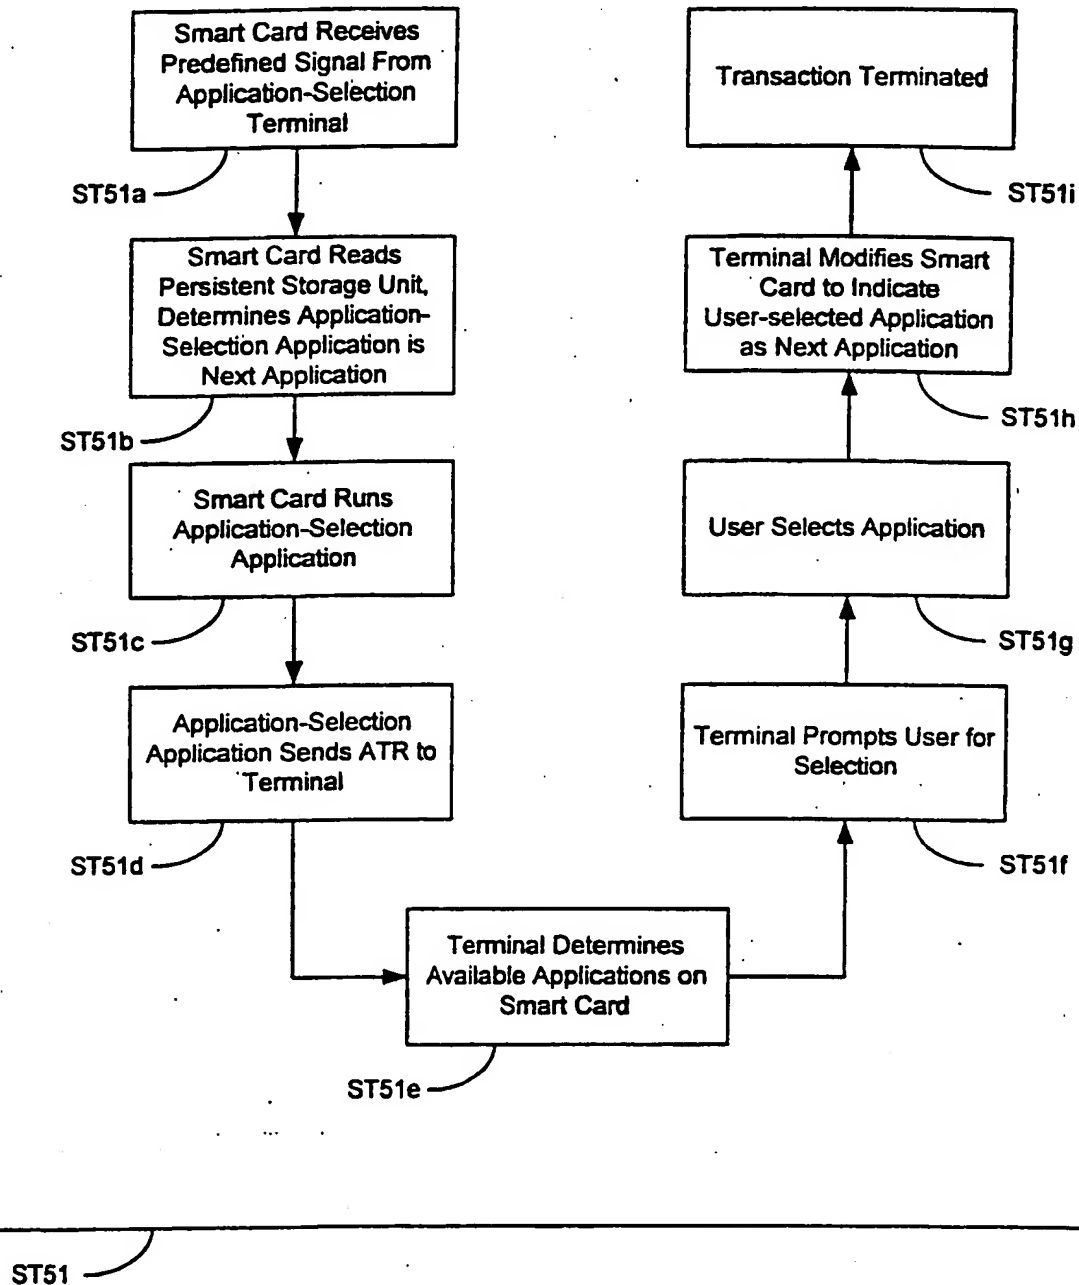 Smart Card Receives
Predefined Signal From
Application-Selection
Terminal
ST51a
Smart Card Reads
Persistent Storage Unit,
Determines Application-
Selection Application is
Next Application
ST51b
Smart Card Runs
Application-Selection
Application
ST51c
Application-Selection
Application Sends ATR to
Terminal
ST51d
Terminal Determines
Available Applications on
Smart Card
ST51e
Terminal Prompts User for
Selection
ST51f
User Selects Application
ST51g
Terminal Modifies Smart
Card to Indicate
User-selected Application
as Next Application
ST51h
Transaction Terminated
ST51i
ST51